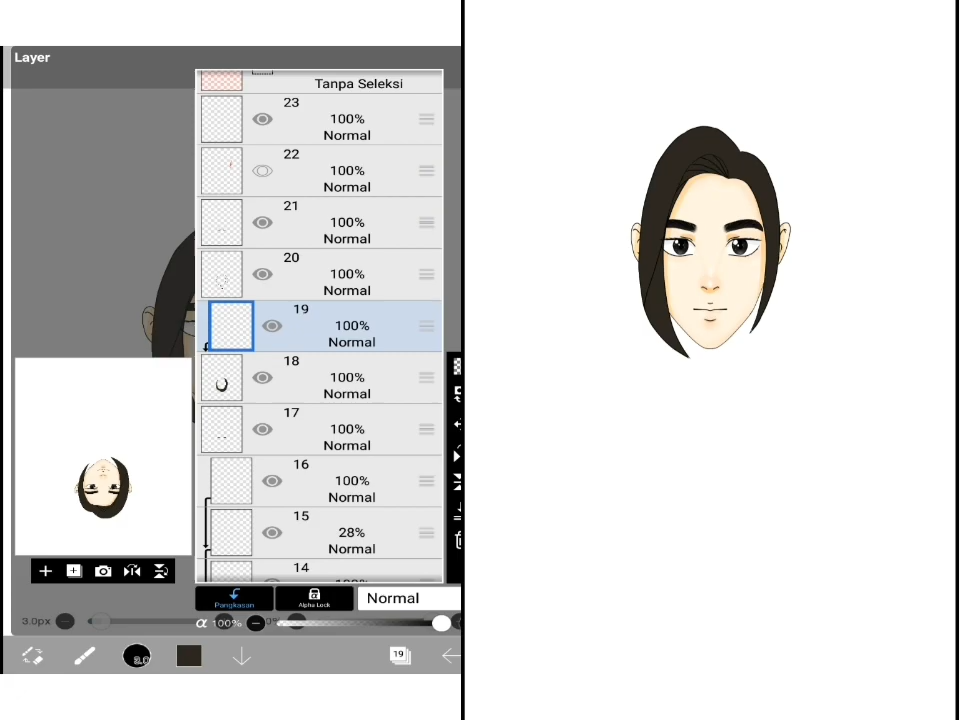 Layer
Tanpa Seleksi
23
100%
Normal
22
100%
Normal
21
100%
Normal
20
100%
Normal
19
100%
Normal
18
100%
Normal
17
100%
Normal
16
100%
Normal
15
28%
Normal
14
Pangkasan
Alpha Lock
Normal
3.0px
α 100%
3.0
19